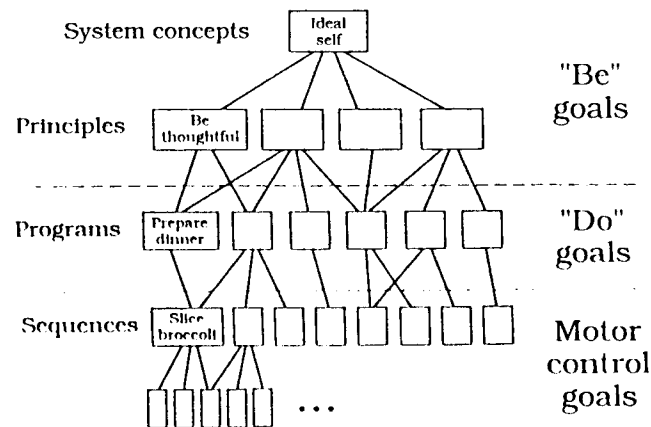 System concepts
Ideal
self
"Be"
goals
Principles
Be
thoughtful
Programs
Prepare
dinner
"Do"
goals
Sequences
Slice
broccoli
Motor
control
goals
...